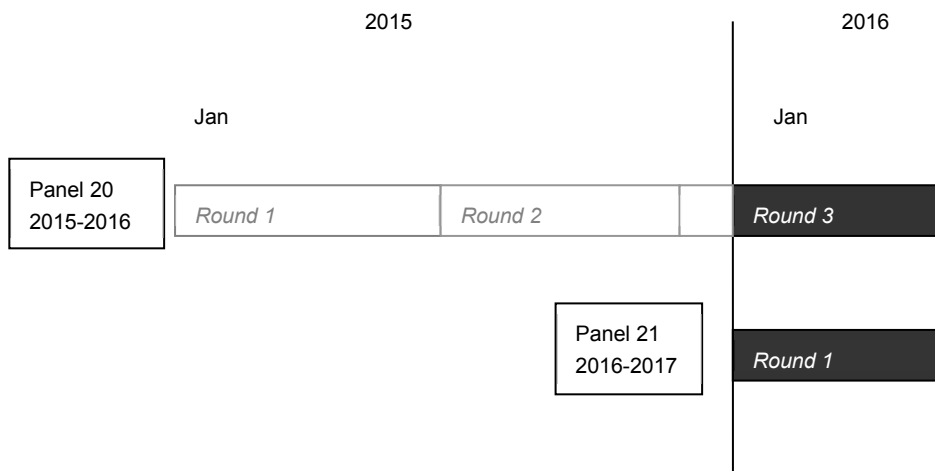 2015 2016
Jan Jan
Panel 20
2015-2016
Round 1 Round 2 Round 3
Panel 21
2016-2017
Round 1